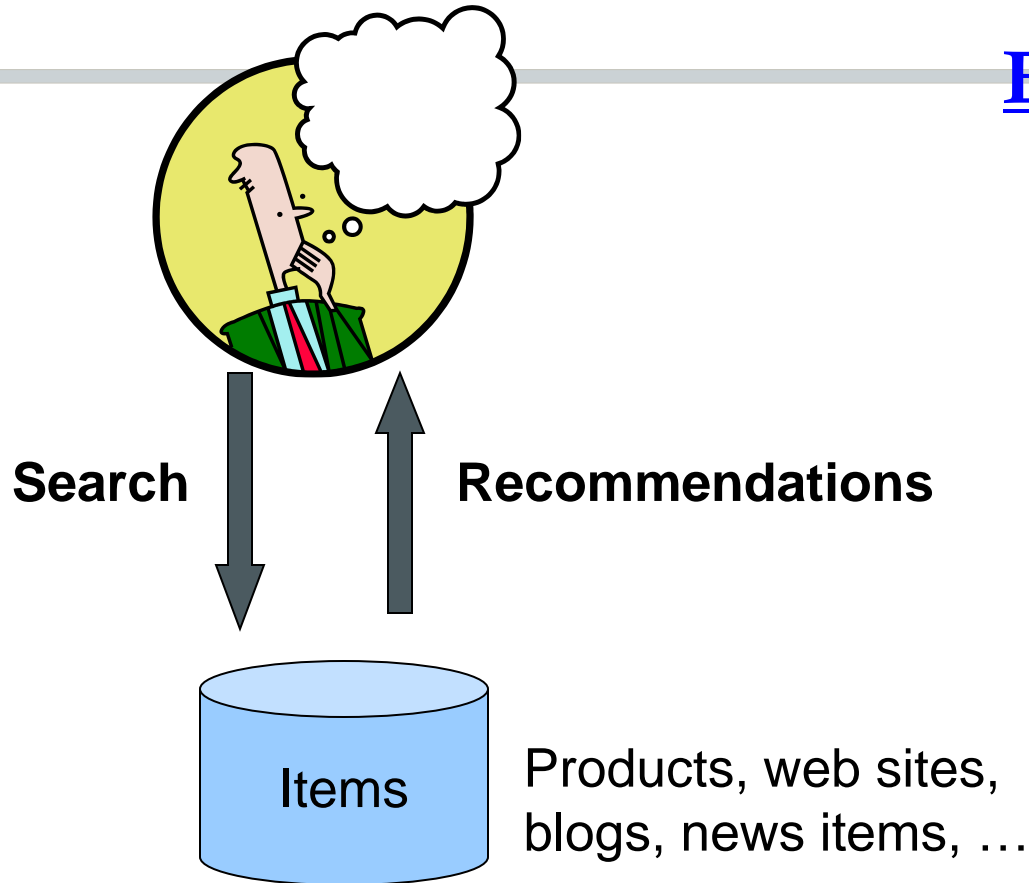 Search
Recommendations
Items
Products, web sites,
blogs, news items, …